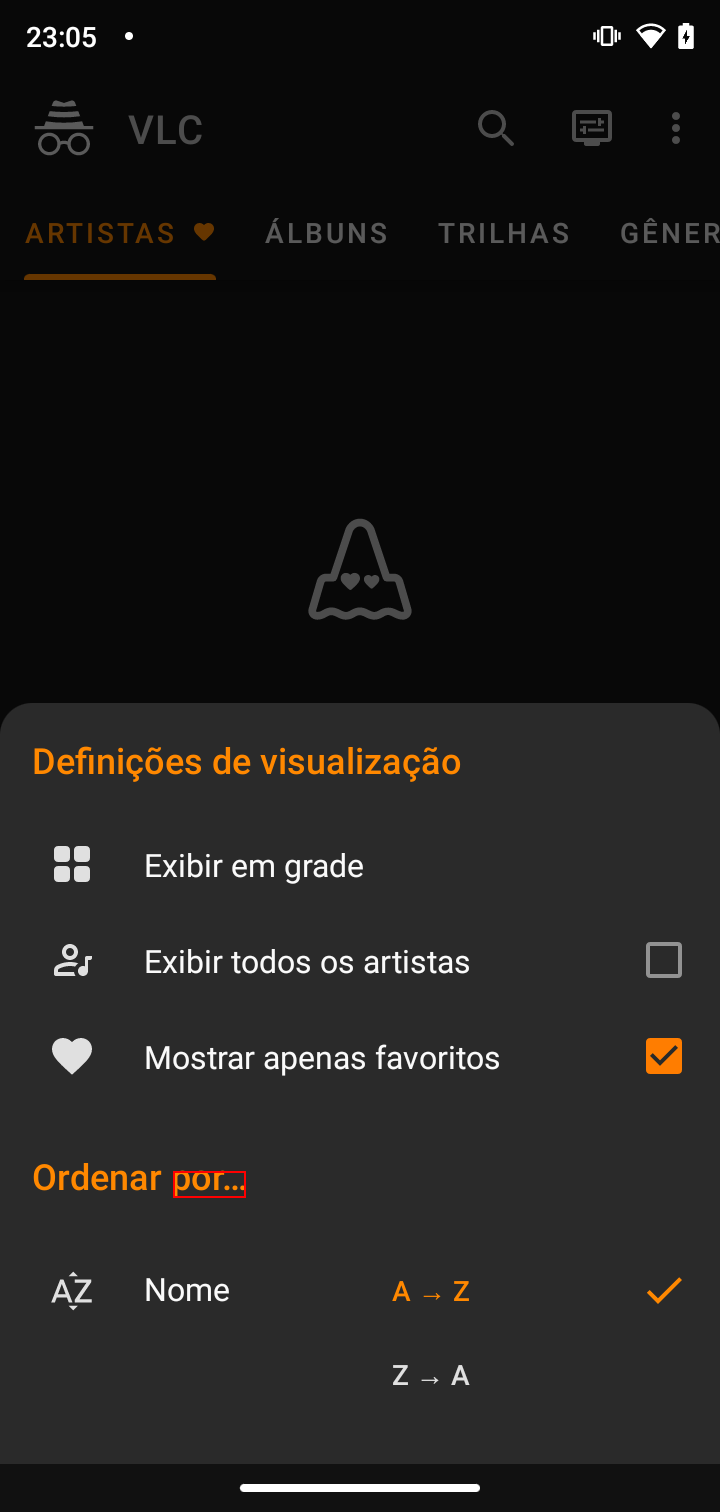 23:05
VLC
ARTISTAS ÁLBUNS TRILHAS GÊNER
Definições de visualização
Exibir em grade
Exibir todos os artistas
Mostrar apenas favoritos
Ordenar por...
AZ Nome A → Z
Z → A